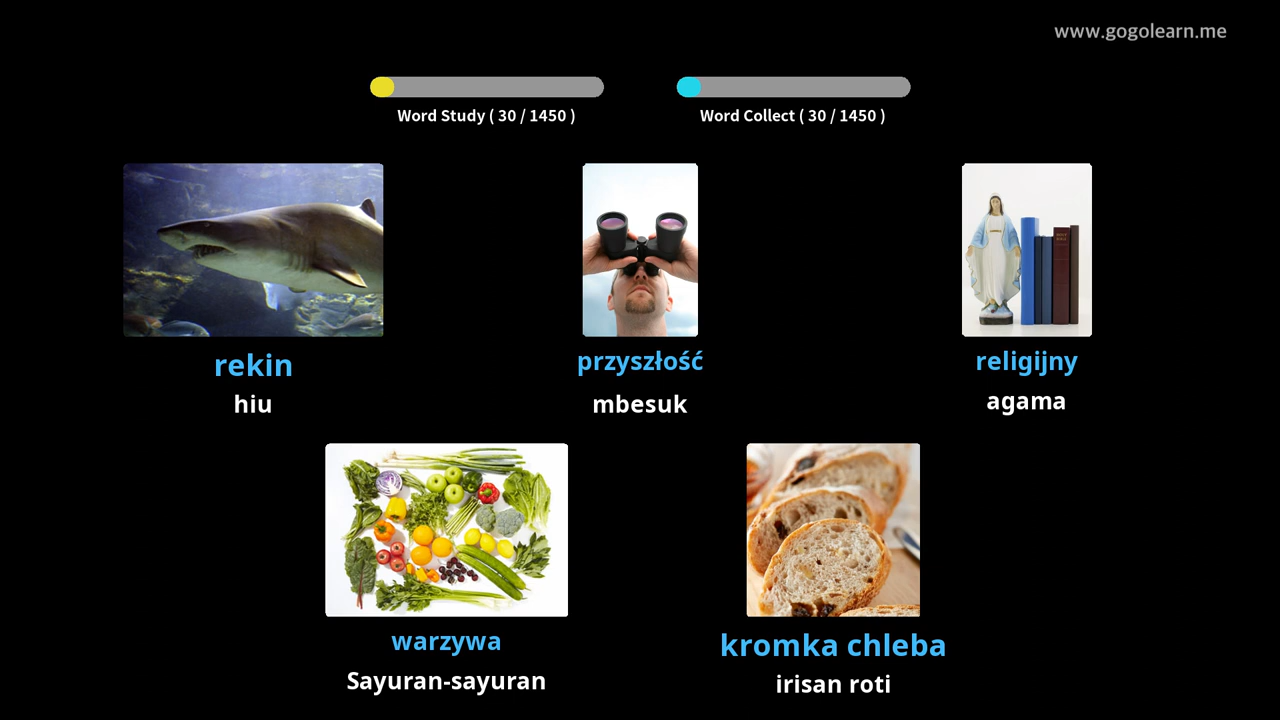 www.gogolearn.me
Word Study ( 30 / 1450 )
Word Collect ( 30 / 1450 )
rekin
hiu
przyszłość
mbesuk
religijny
agama
warzywa
Sayuran-sayuran
kromka chleba
irisan roti